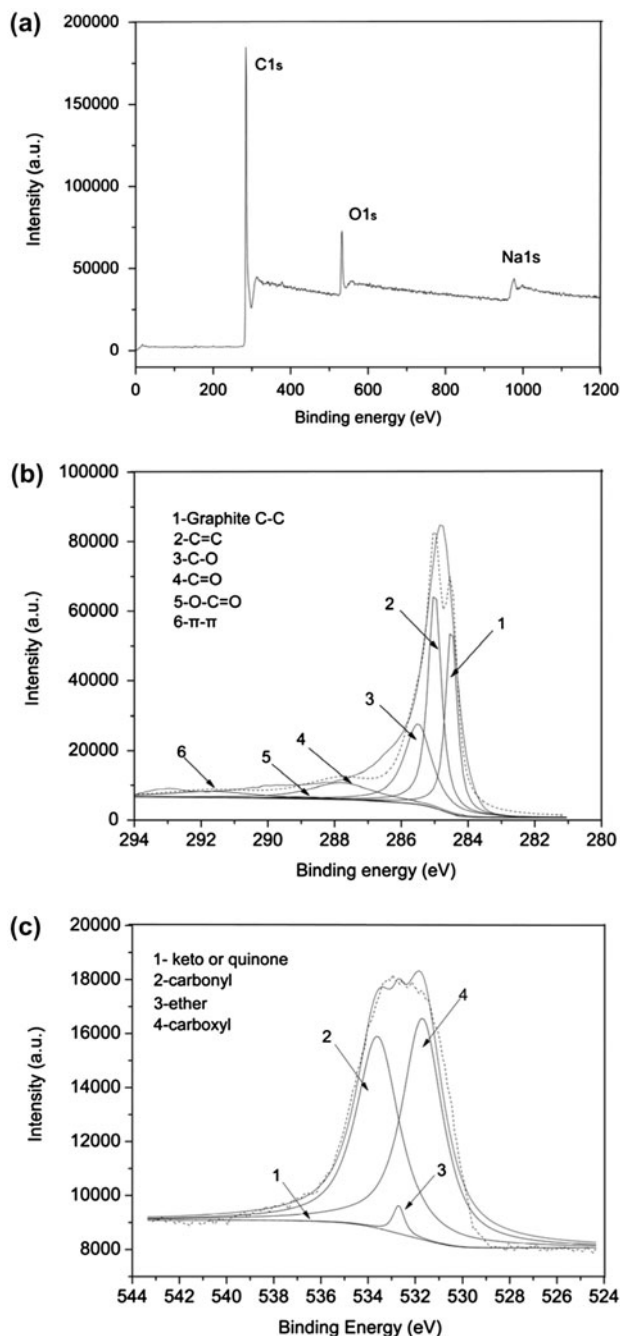 (a)
200000
150000
100000
50000
0
Intensity (a.u.)
C1s
O1s
Na1s
0 200 400 600 800 1000 1200
Binding energy (eV)
(b)
100000
80000
60000
40000
20000
0
Intensity (a.u.)
1-Graphite C-C
2-C=C
3-C-O
4-C=O
5-O-C=O
6-π-π
2
1
3
4
5
6
294 292 290 288 286 284 282 280
Binding energy (eV)
(c)
20000
18000
16000
14000
12000
10000
8000
Intensity (a.u.)
1- keto or quinone
2-carbonyl
3-ether
4-carboxyl
4
2
3
1
544 542 540 538 536 534 532 530 528 526 524
Binding Energy (eV)